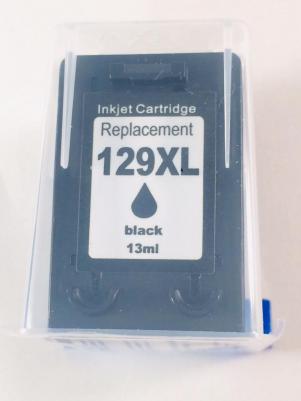 Inkjet Cartridge
Replacement
129XL
black
13ml